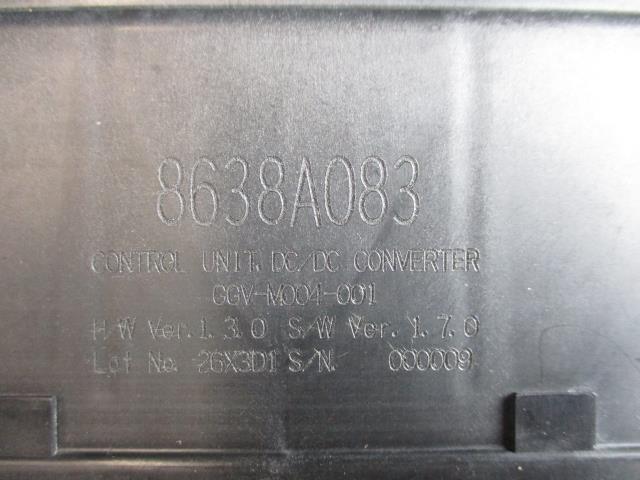 8638A083
CONTROL UNIT, DC/DC CONVERTER
GGV-M004-001
H/W Ver. 1. 3. 0 S/W Ver. 1. 7. 0
Lot No. 26X3D1 S/N. 000009